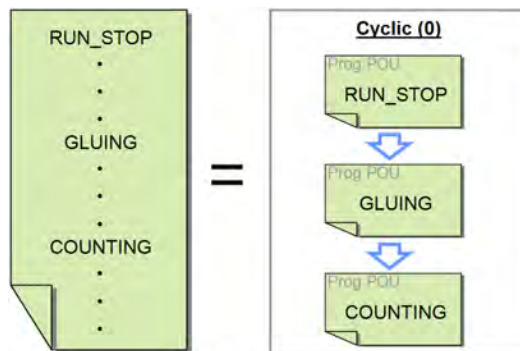 RUN_STOP
GLUING
COUNTING
=
Cyclic (0)
Prog POU
RUN_STOP
Prog POU
GLUING
Prog POU
COUNTING